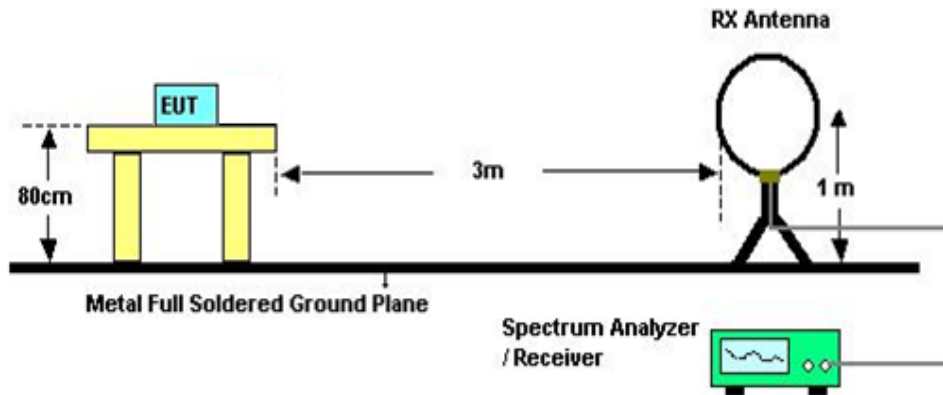 RX Antenna
EUT
3m
80cm
1 m
Metal Full Soldered Ground Plane
Spectrum Analyzer
/ Receiver